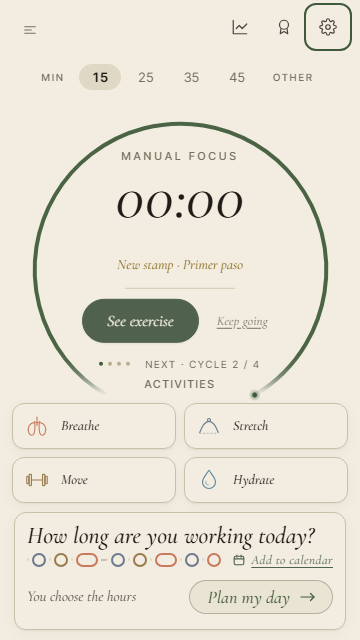 MIN 15 25 35 45 OTHER
MANUAL FOCUS
00:00
New stamp · Primer paso
See exercise Keep going
NEXT · CYCLE 2 / 4
ACTIVITIES
Breathe Stretch
Move Hydrate
How long are you working today?
Add to calendar
You choose the hours Plan my day →